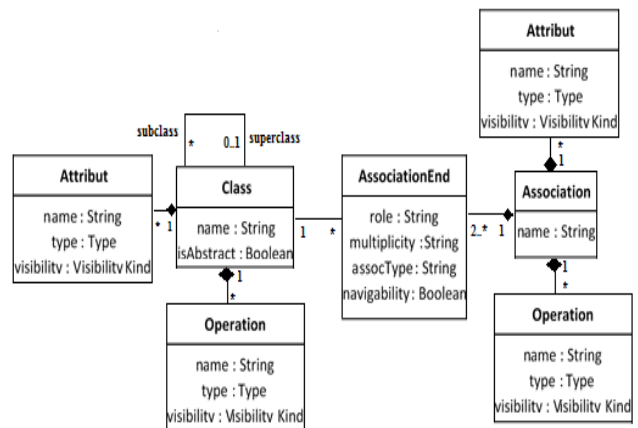 Attribut
name : String
type : Type
visibility : Visibility Kind
*
1
subclass
*
0..1
superclass
Attribut
name : String
type : Type
visibility : Visibility Kind
*
1
Class
name : String
isAbstract : Boolean
1
*
AssociationEnd
role : String
multiplicity :String
assocType: String
navigability: Boolean
2..*
1
Association
name : String
1
*
Operation
name : String
type : Type
visibility : Visibility Kind
1
*
Operation
name : String
type : Type
visibility : Visibility Kind